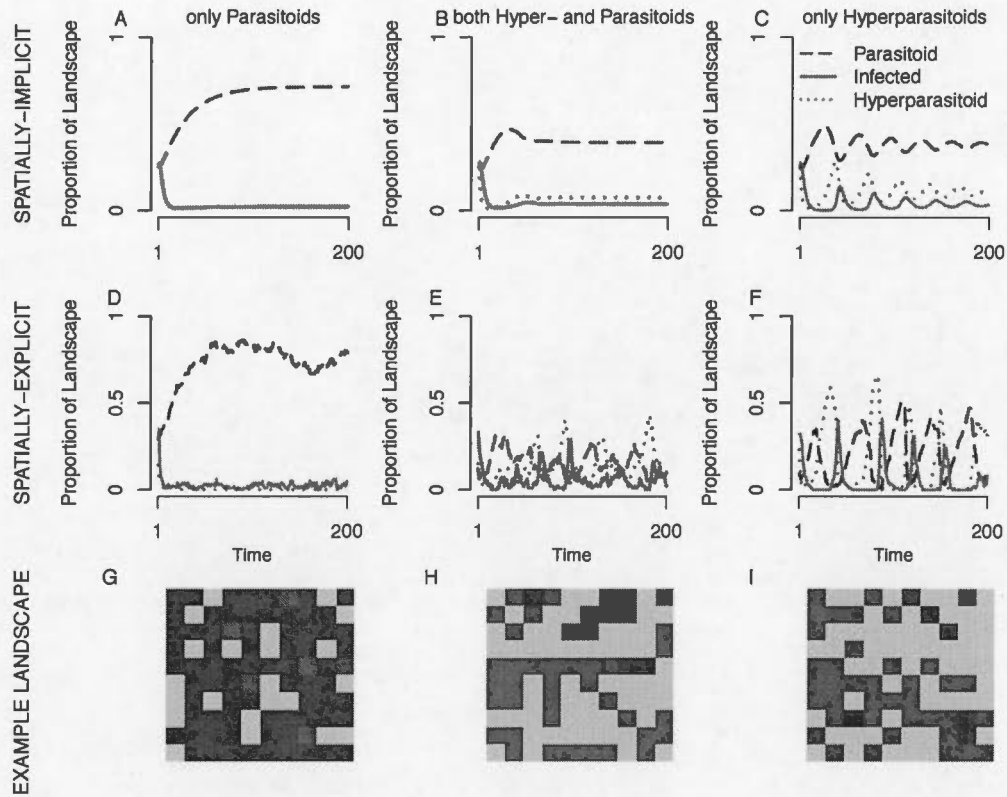 A only Parasitoids
B both Hyper- and Parasitoids
C only Hyperparasitoids
SPATIALLY-IMPLICIT
Proportion of Landscape
1
0
1
200
Proportion of Landscape
1
0
1
200
Proportion of Landscape
1
0
1
200
Parasitoid
Infected
Hyperparasitoid
SPATIALLY-EXPLICIT
D
Proportion of Landscape
1
0.5
0
1
200
Time
E
Proportion of Landscape
1
0.5
0
1
200
Time
F
Proportion of Landscape
1
0.5
0
1
200
Time
EXAMPLE LANDSCAPE
G
H
I